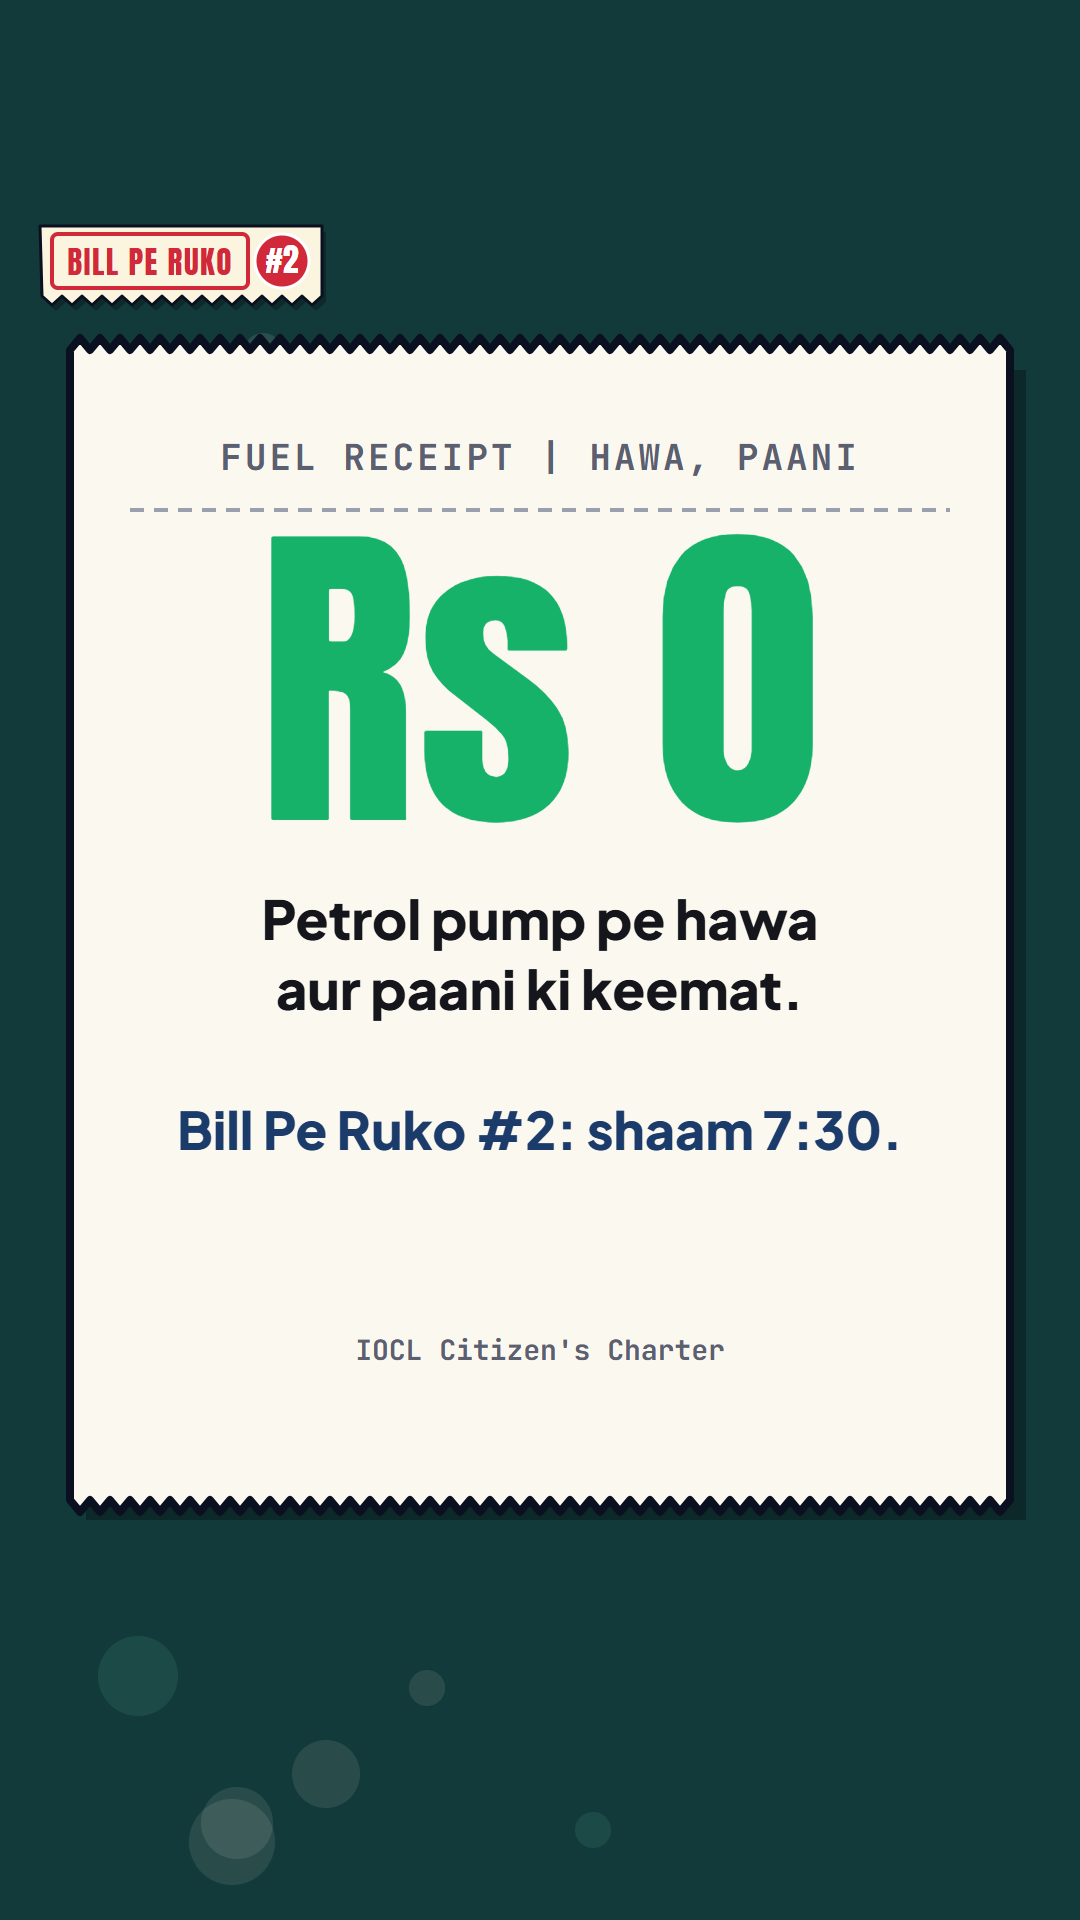 BILL PE RUKO #2
FUEL RECEIPT | HAWA, PAANI
Rs 0
Petrol pump pe hawa
aur paani ki keemat.
Bill Pe Ruko #2: shaam 7:30.
IOCL Citizen's Charter